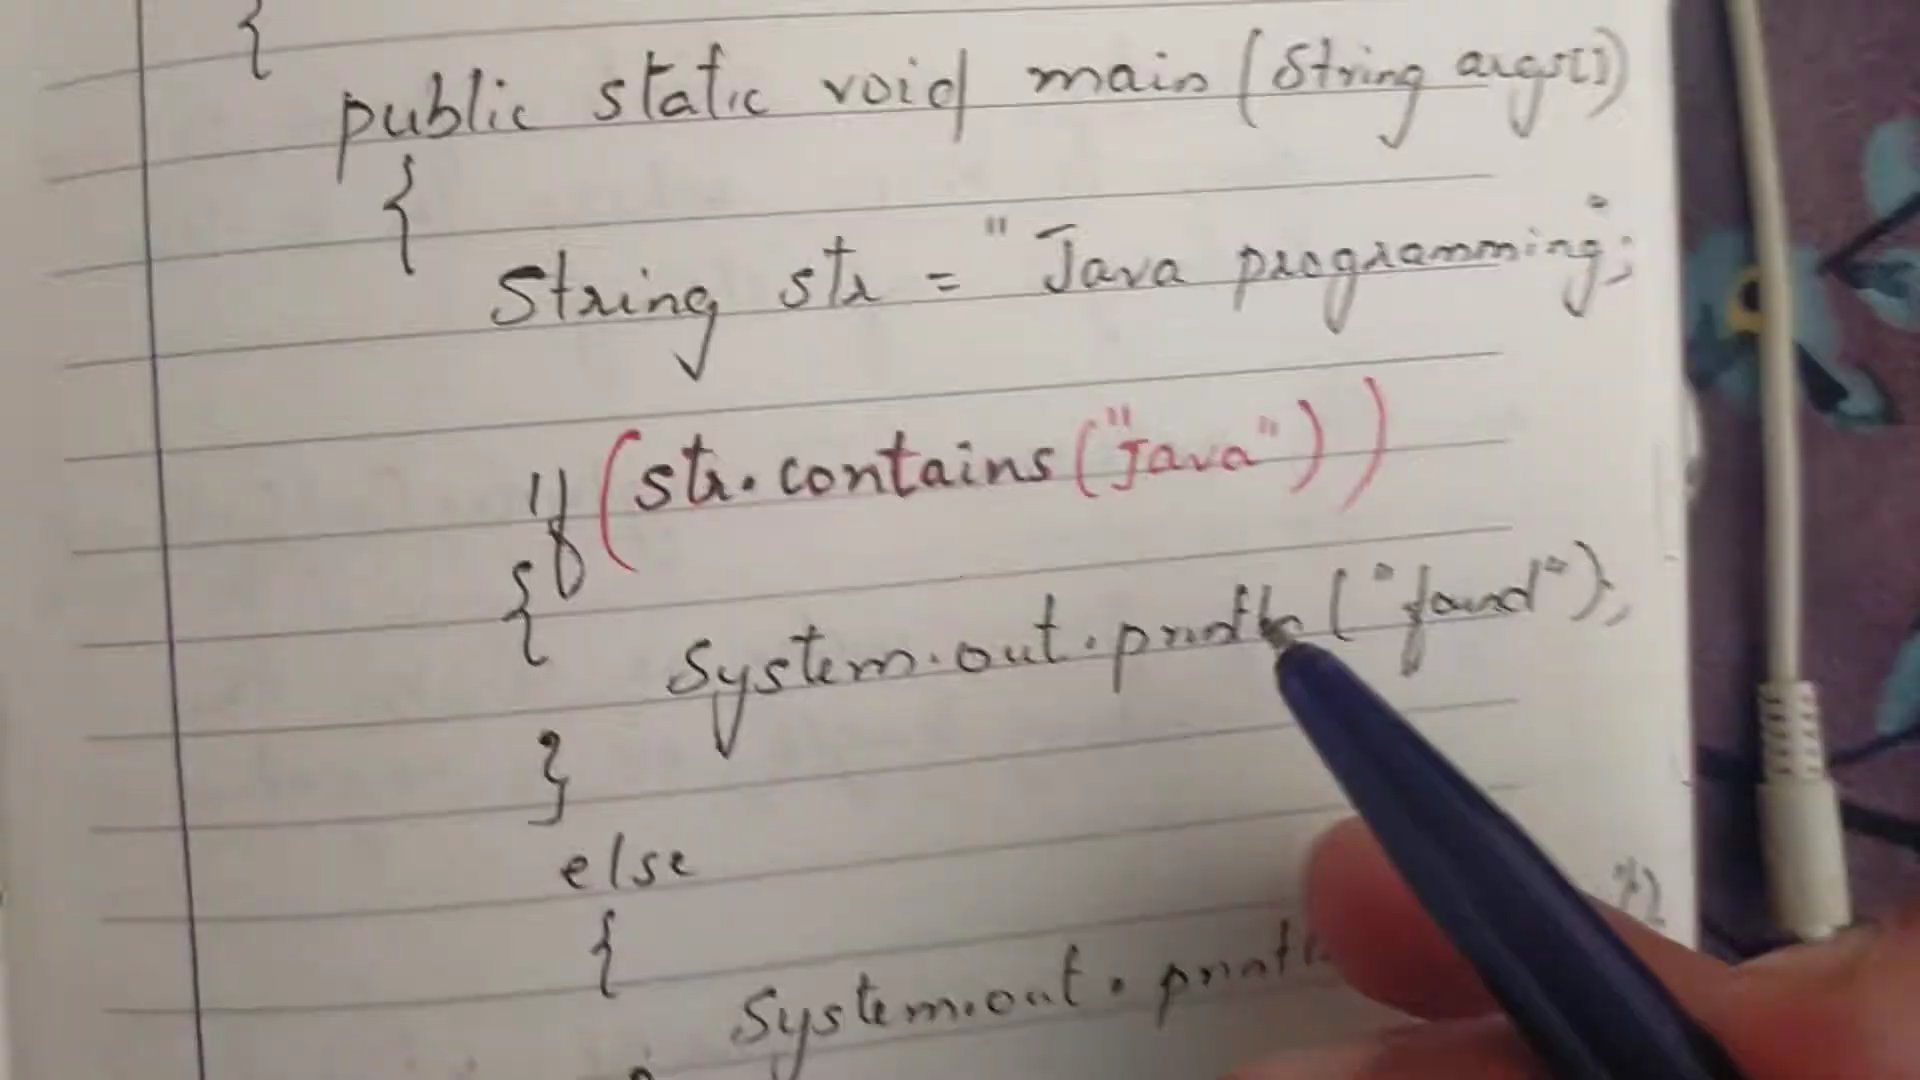 {
public static void main (String args[])
{
String str = "Java programming;
if (str.contains("Java"))
{
System.out.println ("found");
}
else
{
System.out.println